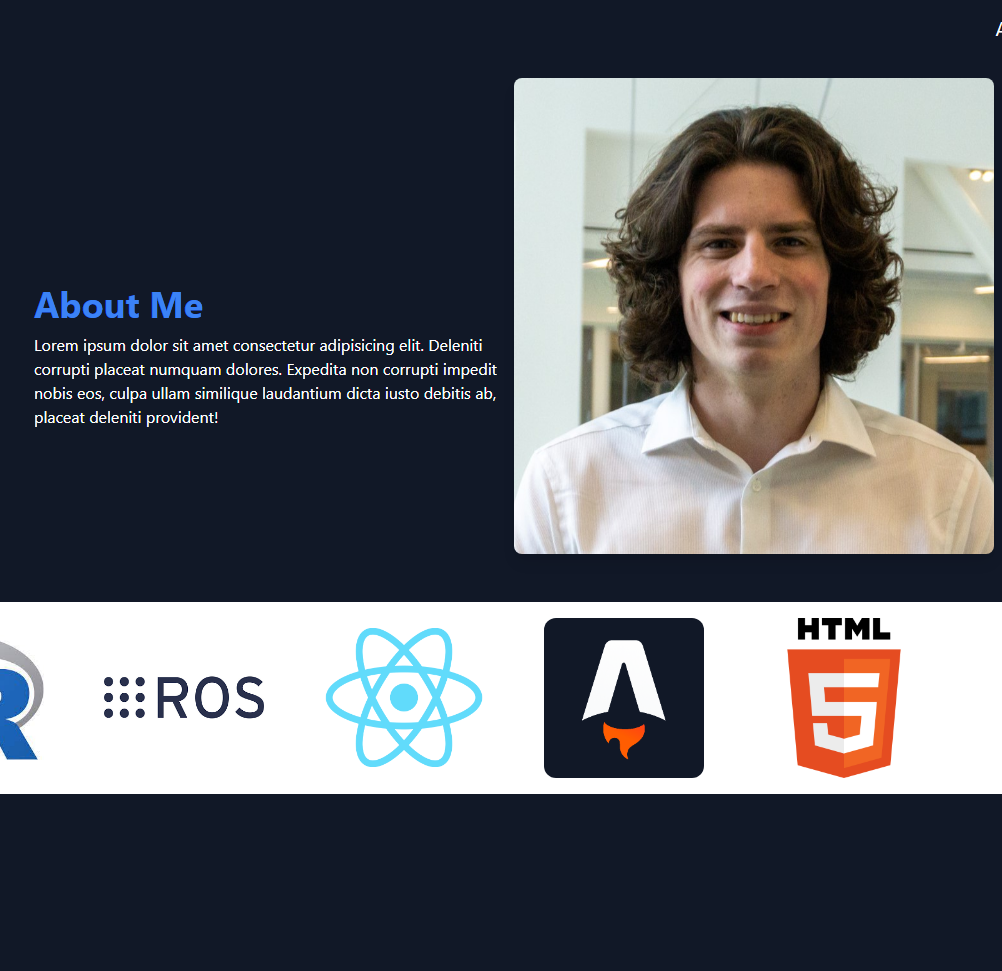 A
About Me
Lorem ipsum dolor sit amet consectetur adipisicing elit. Deleniti
corrupti placeat numquam dolores. Expedita non corrupti impedit
nobis eos, culpa ullam similique laudantium dicta iusto debitis ab,
placeat deleniti provident!
R
ROS
HTML
5